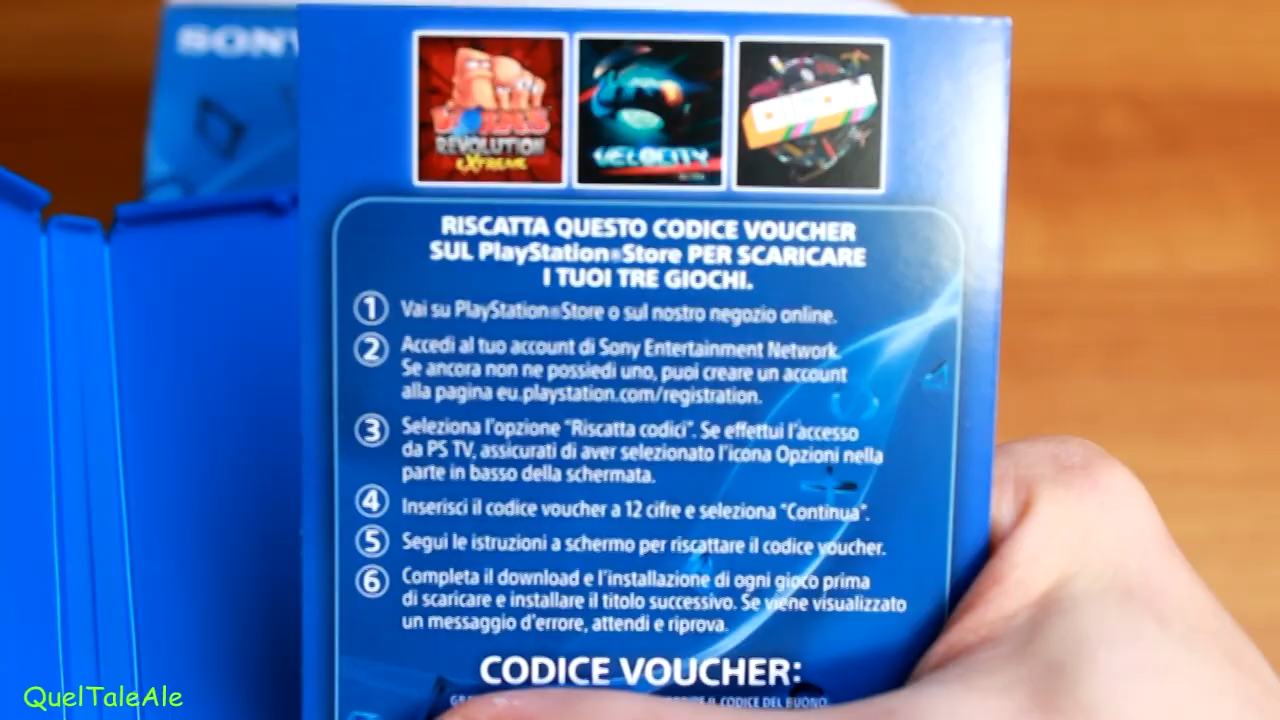 SONY
REVOLUTION
EXTREME
VELOCITY
RISCATTA QUESTO CODICE VOUCHER
SUL PlayStation®Store PER SCARICARE
I TUOI TRE GIOCHI.
1 Vai su PlayStation®Store o sul nostro negozio online.
2 Accedi al tuo account di Sony Entertainment Network.
Se ancora non ne possiedi uno, puoi creare un account
alla pagina eu.playstation.com/registration.
3 Seleziona l'opzione "Riscatta codici". Se effettui l'accesso
da PS TV, assicurati di aver selezionato l'icona Opzioni nella
parte in basso della schermata.
4 Inserisci il codice voucher a 12 cifre e seleziona "Continua".
5 Segui le istruzioni a schermo per riscattare il codice voucher.
6 Completa il download e l'installazione di ogni gioco prima
di scaricare e installare il titolo successivo. Se viene visualizzato
un messaggio d'errore, attendi e riprova.
CODICE VOUCHER:
IL CODICE DEL BUONO.
QuelTaleAle